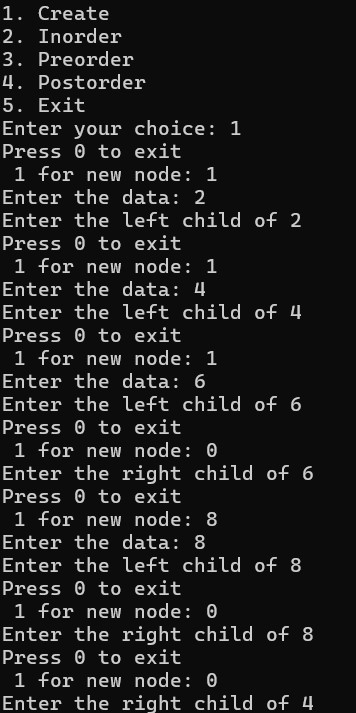 1. Create
2. Inorder
3. Preorder
4. Postorder
5. Exit
Enter your choice: 1
Press 0 to exit
 1 for new node: 1
Enter the data: 2
Enter the left child of 2
Press 0 to exit
 1 for new node: 1
Enter the data: 4
Enter the left child of 4
Press 0 to exit
 1 for new node: 1
Enter the data: 6
Enter the left child of 6
Press 0 to exit
 1 for new node: 0
Enter the right child of 6
Press 0 to exit
 1 for new node: 8
Enter the data: 8
Enter the left child of 8
Press 0 to exit
 1 for new node: 0
Enter the right child of 8
Press 0 to exit
 1 for new node: 0
Enter the right child of 4